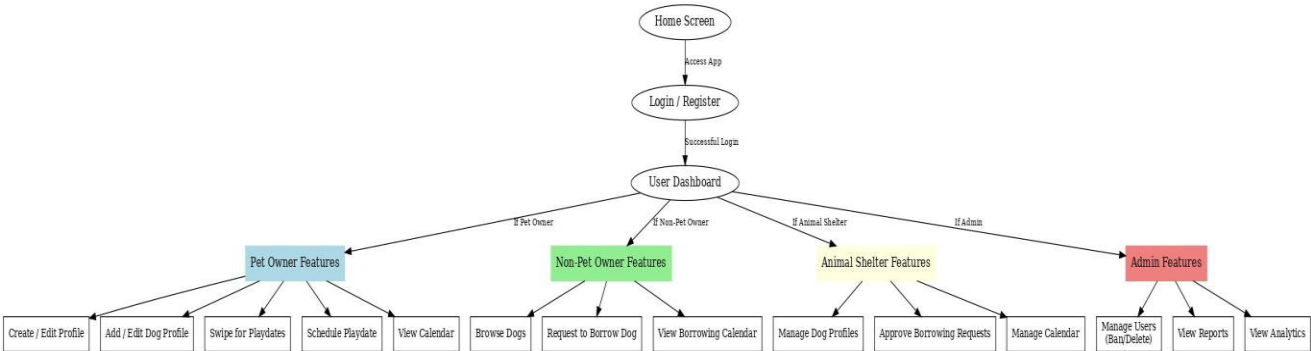 Home Screen
Access App
Login / Register
Successful Login
User Dashboard
If Pet Owner
If Non-Pet Owner
If Animal Shelter
If Admin
Pet Owner Features
Non-Pet Owner Features
Animal Shelter Features
Admin Features
Create / Edit Profile
Add / Edit Dog Profile
Swipe for Playdates
Schedule Playdate
View Calendar
Browse Dogs
Request to Borrow Dog
View Borrowing Calendar
Manage Dog Profiles
Approve Borrowing Requests
Manage Calendar
Manage Users
(Ban/Delete)
View Reports
View Analytics